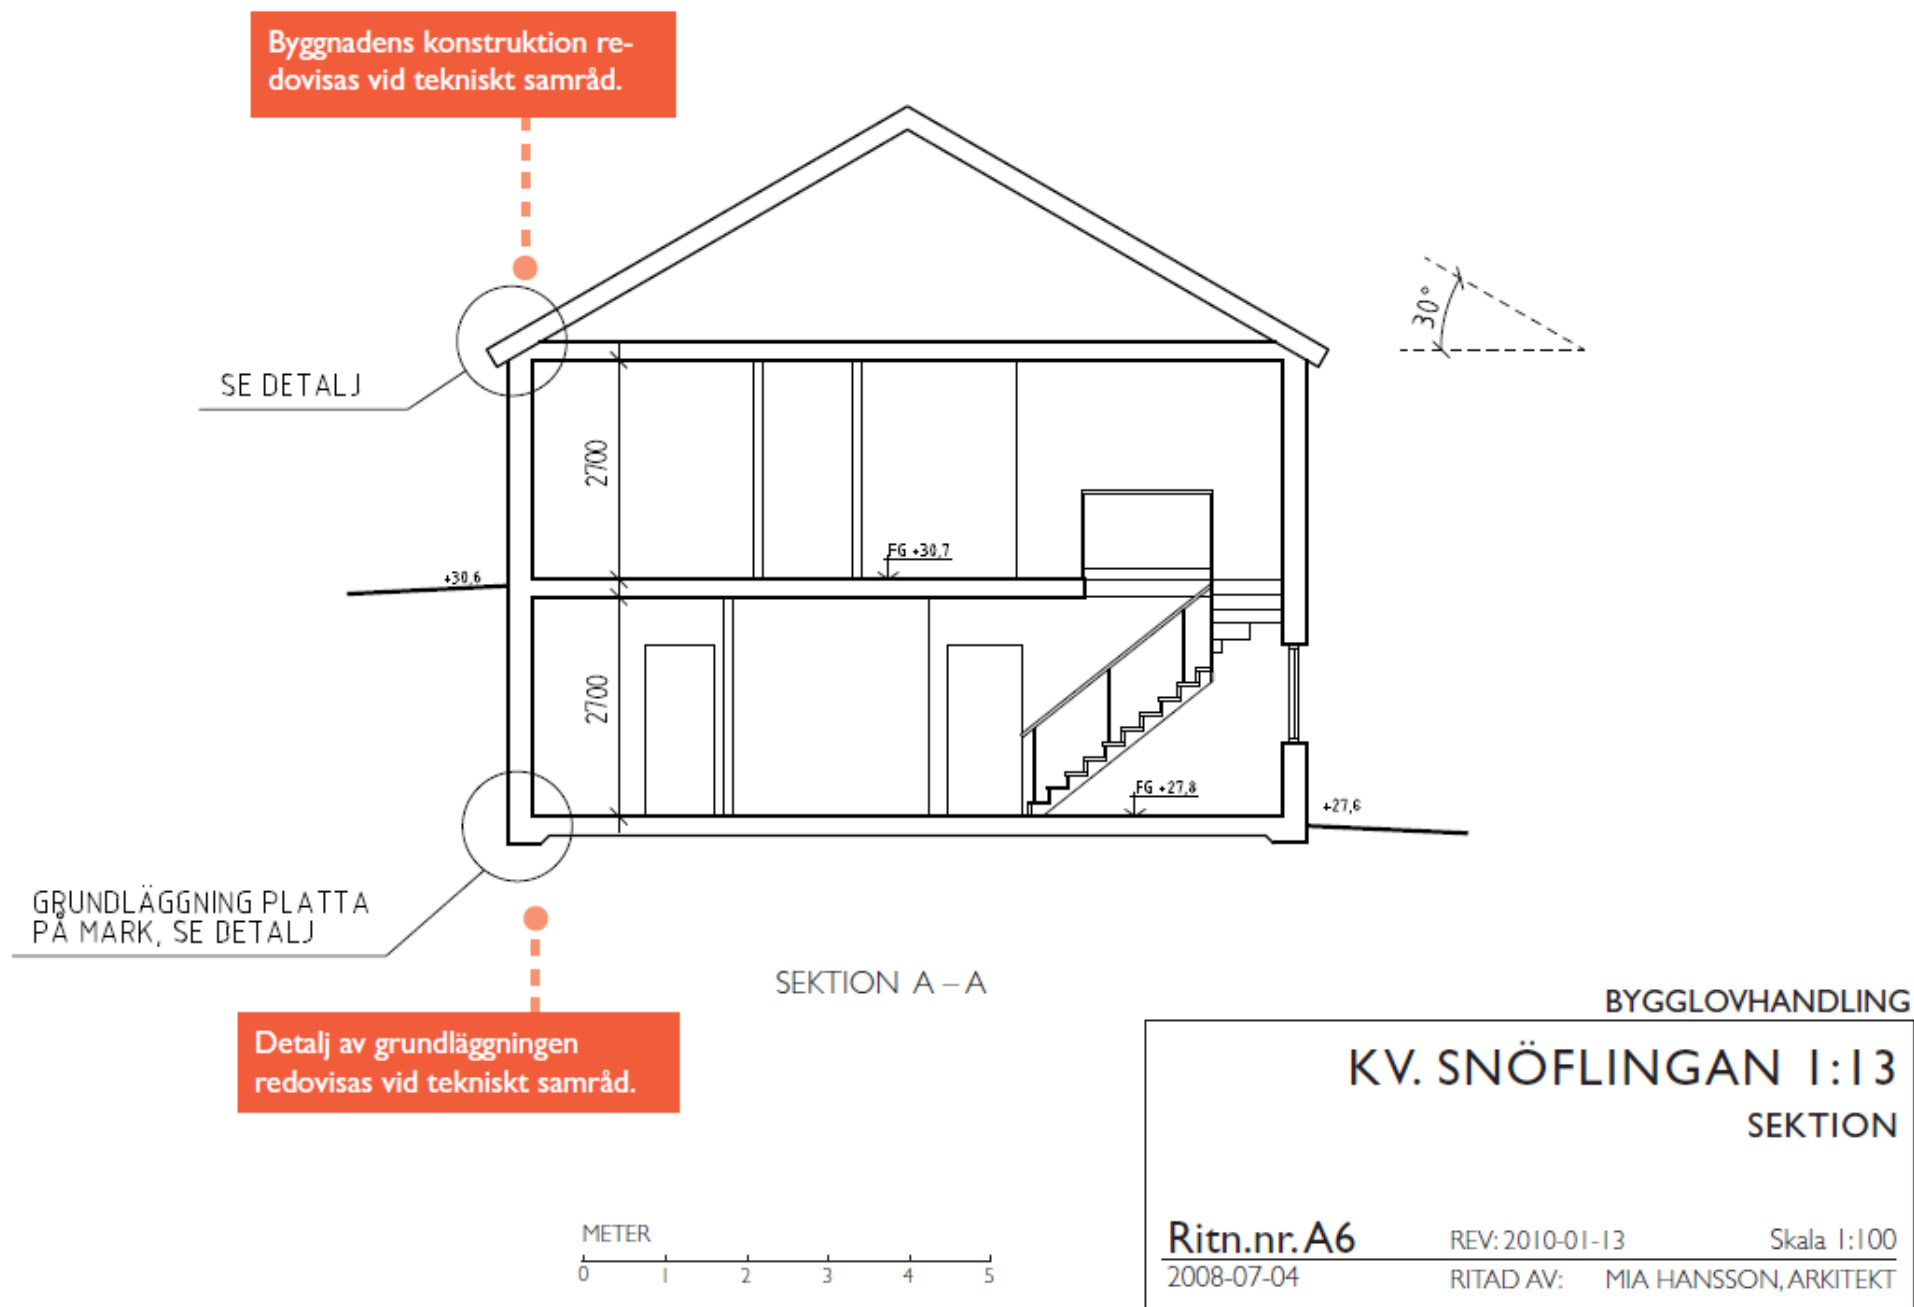 Byggnadens konstruktion re-
dovisas vid tekniskt samråd.
30°
SE DETALJ
2700
FG +30,7
+30,6
2700
FG +27,8
+27,6
GRUNDLÄGGNING PLATTA
PÅ MARK, SE DETALJ
SEKTION A – A
Detalj av grundläggningen
redovisas vid tekniskt samråd.
BYGGLOVHANDLING
KV. SNÖFLINGAN 1:13
SEKTION
METER
0 1 2 3 4 5
Ritn.nr. A6 REV: 2010-01-13 Skala 1:100
2008-07-04 RITAD AV: MIA HANSSON, ARKITEKT